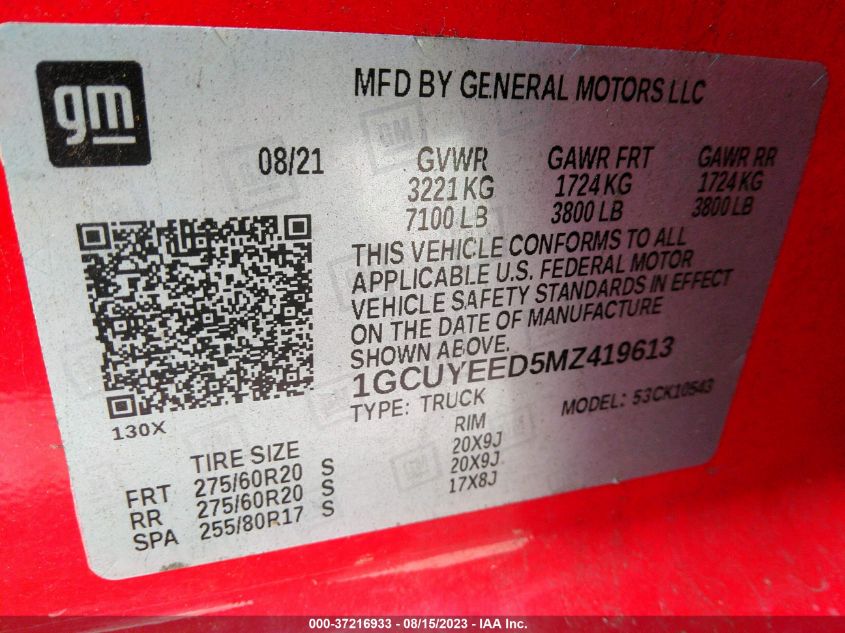 gm
MFD BY GENERAL MOTORS LLC
08/21
GVWR GAWR FRT GAWR RR
3221 KG 1724 KG 1724 KG
7100 LB 3800 LB 3800 LB
THIS VEHICLE CONFORMS TO ALL
APPLICABLE U.S. FEDERAL MOTOR
VEHICLE SAFETY STANDARDS IN EFFECT
ON THE DATE OF MANUFACTURE
SHOWN ABOVE.
1GCUYEED5MZ419613
TYPE: TRUCK MODEL: 53CK10543
130X
TIRE SIZE RIM
FRT 275/60R20 S 20X9J
RR 275/60R20 S 20X9J
SPA 255/80R17 S 17X8J
000-37216933 - 08/15/2023 - IAA Inc.